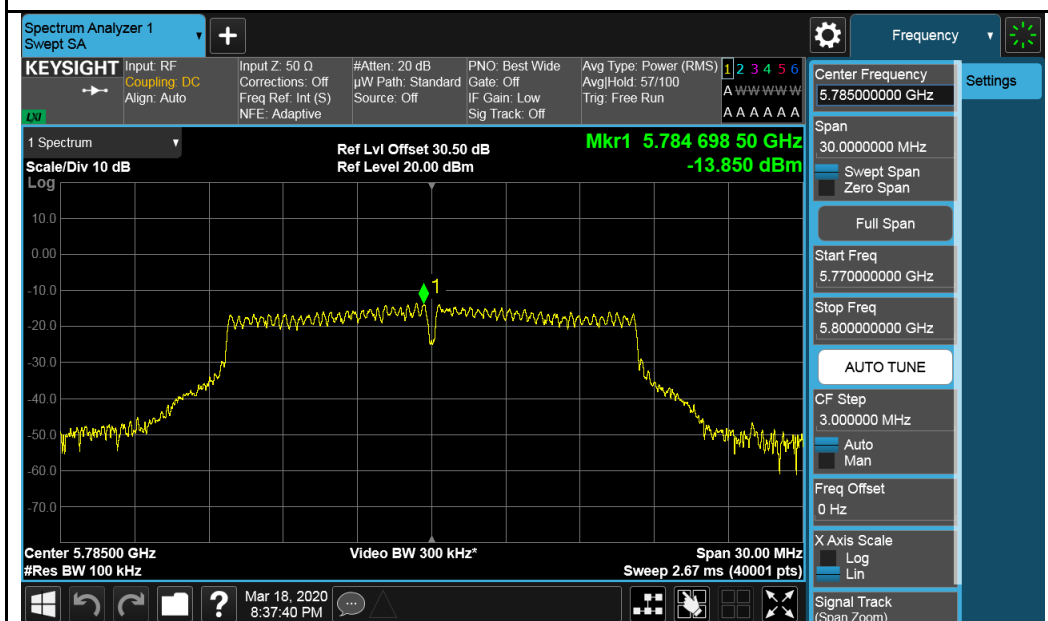 Spectrum Analyzer 1
Swept SA
+
Frequency
KEYSIGHT
Input: RF
Coupling: DC
Align: Auto
Input Z: 50 Ω
Corrections: Off
Freq Ref: Int (S)
NFE: Adaptive
#Atten: 20 dB
µW Path: Standard
Source: Off
PNO: Best Wide
Gate: Off
IF Gain: Low
Sig Track: Off
Avg Type: Power (RMS)
Avg|Hold: 57/100
Trig: Free Run
1 2 3 4 5 6
A W W W W W
A A A A A A
LXI
1 Spectrum
Scale/Div 10 dB
Ref Lvl Offset 30.50 dB
Ref Level 20.00 dBm
Mkr1 5.784 698 50 GHz
-13.850 dBm
Log
10.0
0.00
-10.0
-20.0
-30.0
-40.0
-50.0
-60.0
-70.0
1
Center 5.78500 GHz
#Res BW 100 kHz
Video BW 300 kHz*
Span 30.00 MHz
Sweep 2.67 ms (40001 pts)
Center Frequency
5.785000000 GHz
Settings
Span
30.0000000 MHz
Swept Span
Zero Span
Full Span
Start Freq
5.770000000 GHz
Stop Freq
5.800000000 GHz
AUTO TUNE
CF Step
3.000000 MHz
Auto
Man
Freq Offset
0 Hz
X Axis Scale
Log
Lin
Signal Track
(Span Zoom)
?
Mar 18, 2020
8:37:40 PM